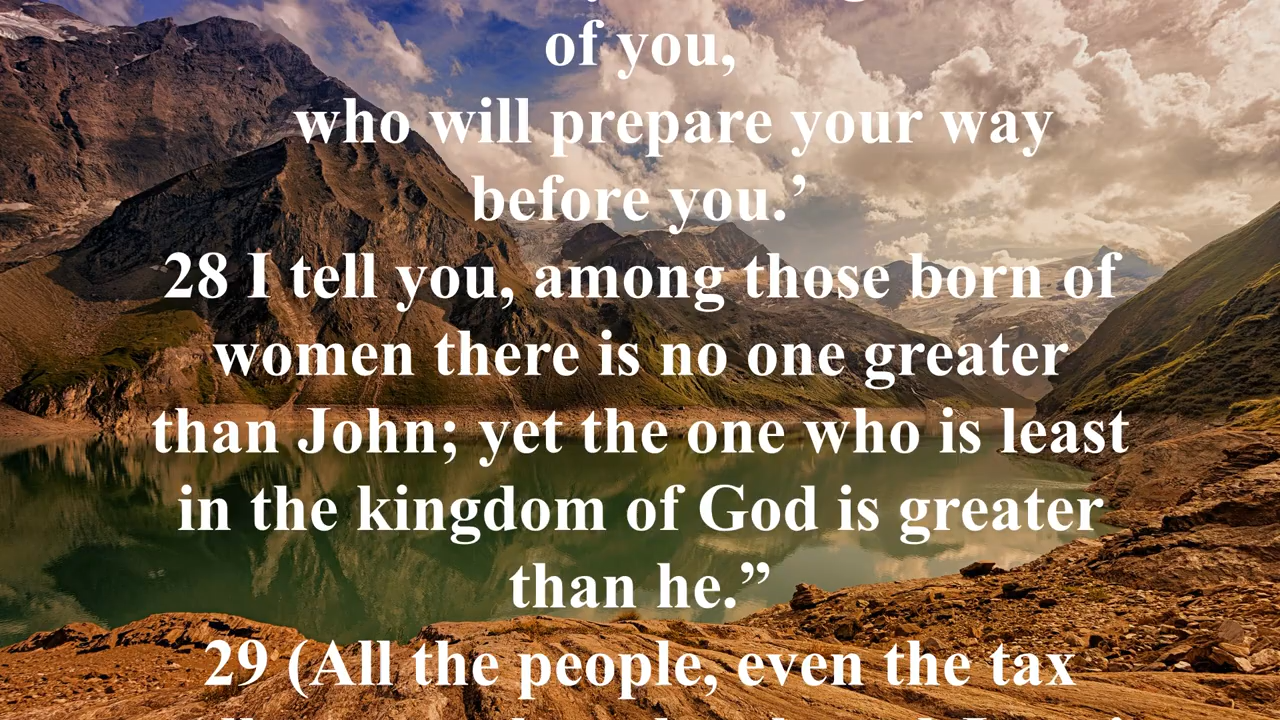 of you,
who will prepare your way
before you.’
28 I tell you, among those born of
women there is no one greater
than John; yet the one who is least
in the kingdom of God is greater
than he.”
29 (All the people, even the tax